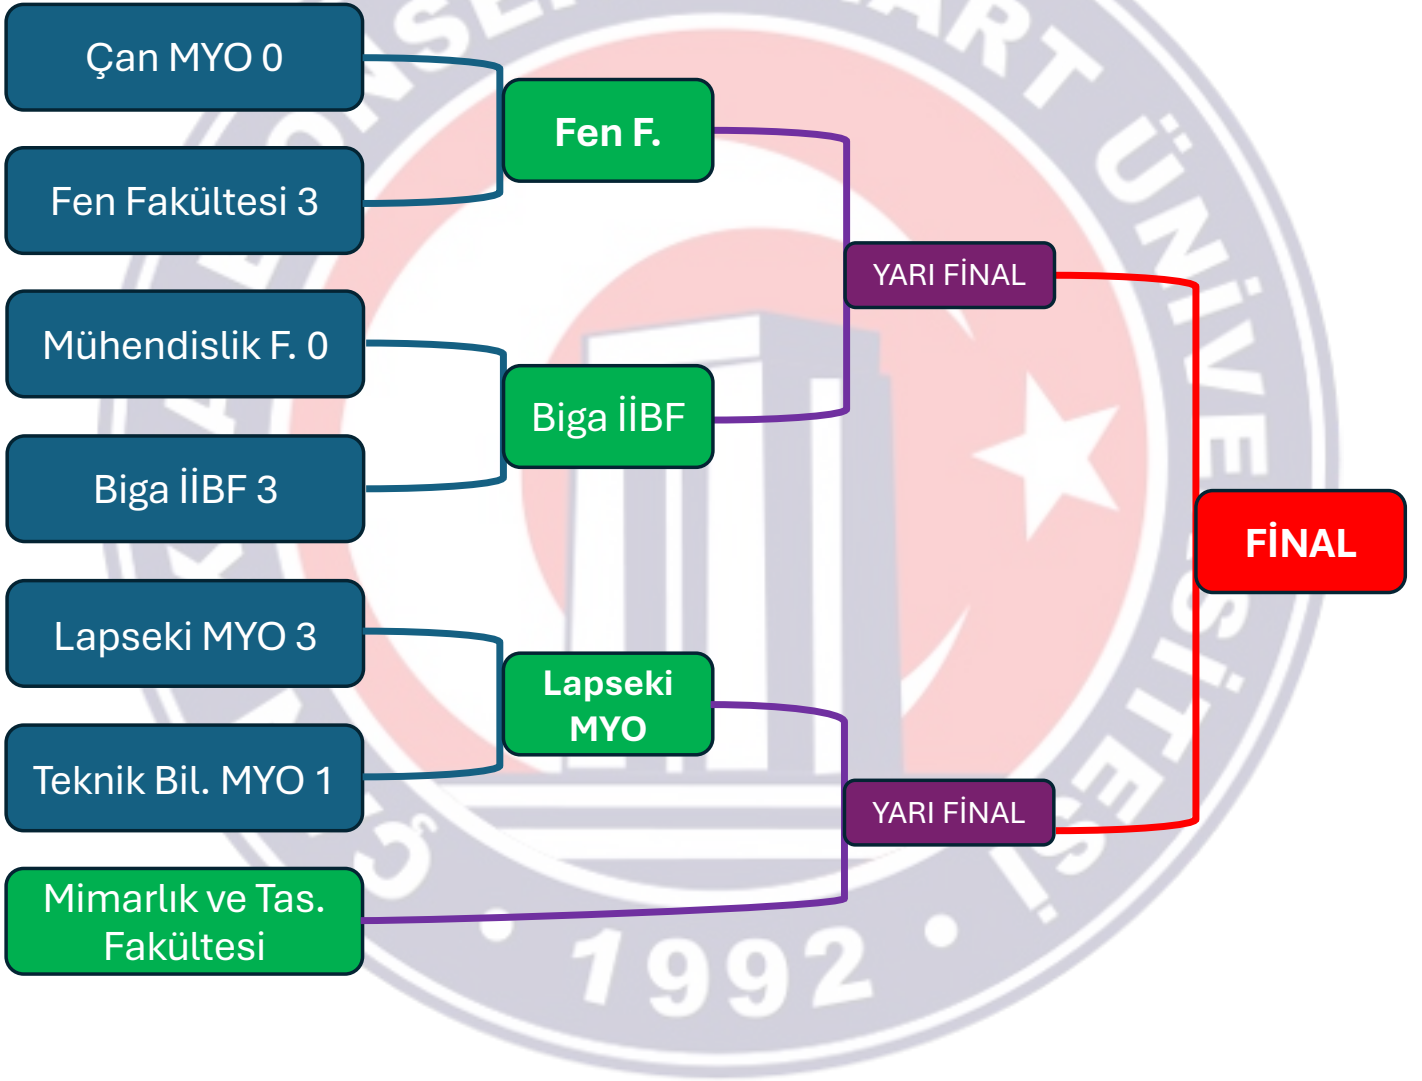 Çan MYO 0
Fen Fakültesi 3
Mühendislik F. 0
Biga İİBF 3
Lapseki MYO 3
Teknik Bil. MYO 1
Mimarlık ve Tas.
Fakültesi
Fen F.
Biga İİBF
Lapseki
MYO
YARI FİNAL
YARI FİNAL
FİNAL
1992